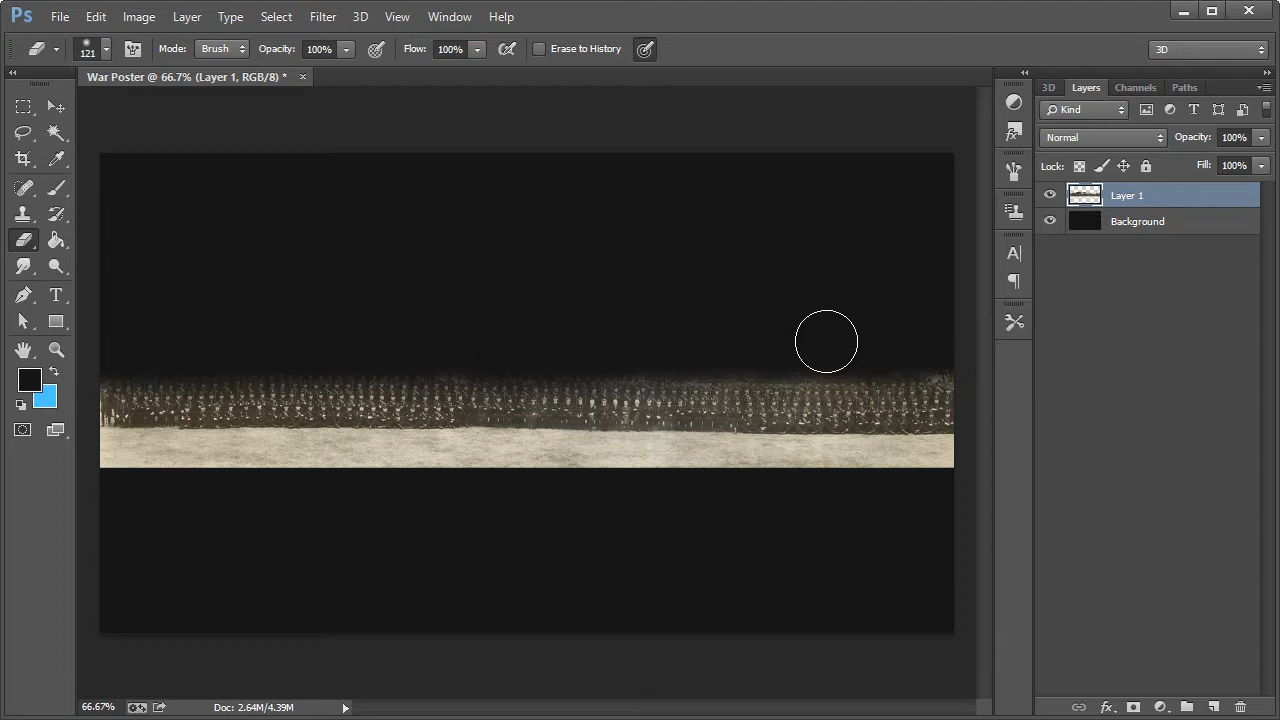 Ps File Edit Image Layer Type Select Filter 3D View Window Help
121 Mode: Brush Opacity: 100% Flow: 100% Erase to History 3D
War Poster @ 66.7% (Layer 1, RGB/8) *
3D Layers Channels Paths
Kind
Normal Opacity: 100%
Lock: Fill: 100%
Layer 1
Background
66.67% Doc: 2.64M/4.39M